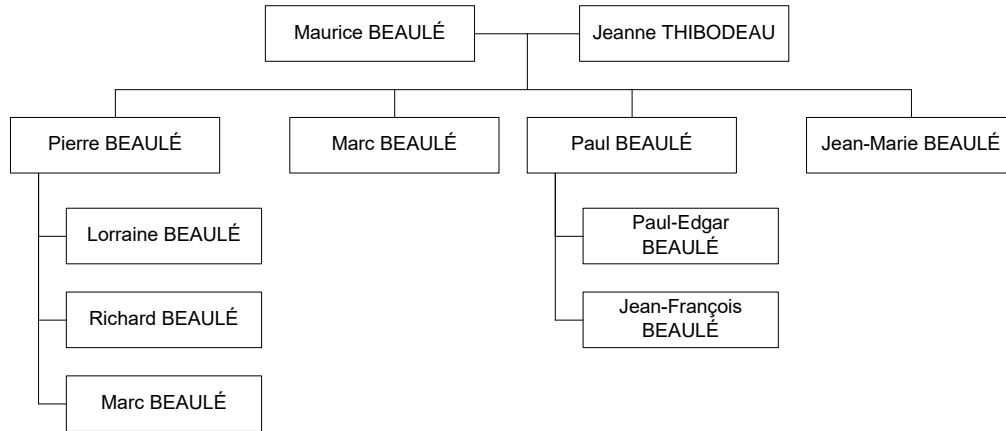 Maurice BEAULÉ
Jeanne THIBODEAU
Pierre BEAULÉ
Marc BEAULÉ
Paul BEAULÉ
Jean-Marie BEAULÉ
Lorraine BEAULÉ
Richard BEAULÉ
Marc BEAULÉ
Paul-Edgar
BEAULÉ
Jean-François
BEAULÉ